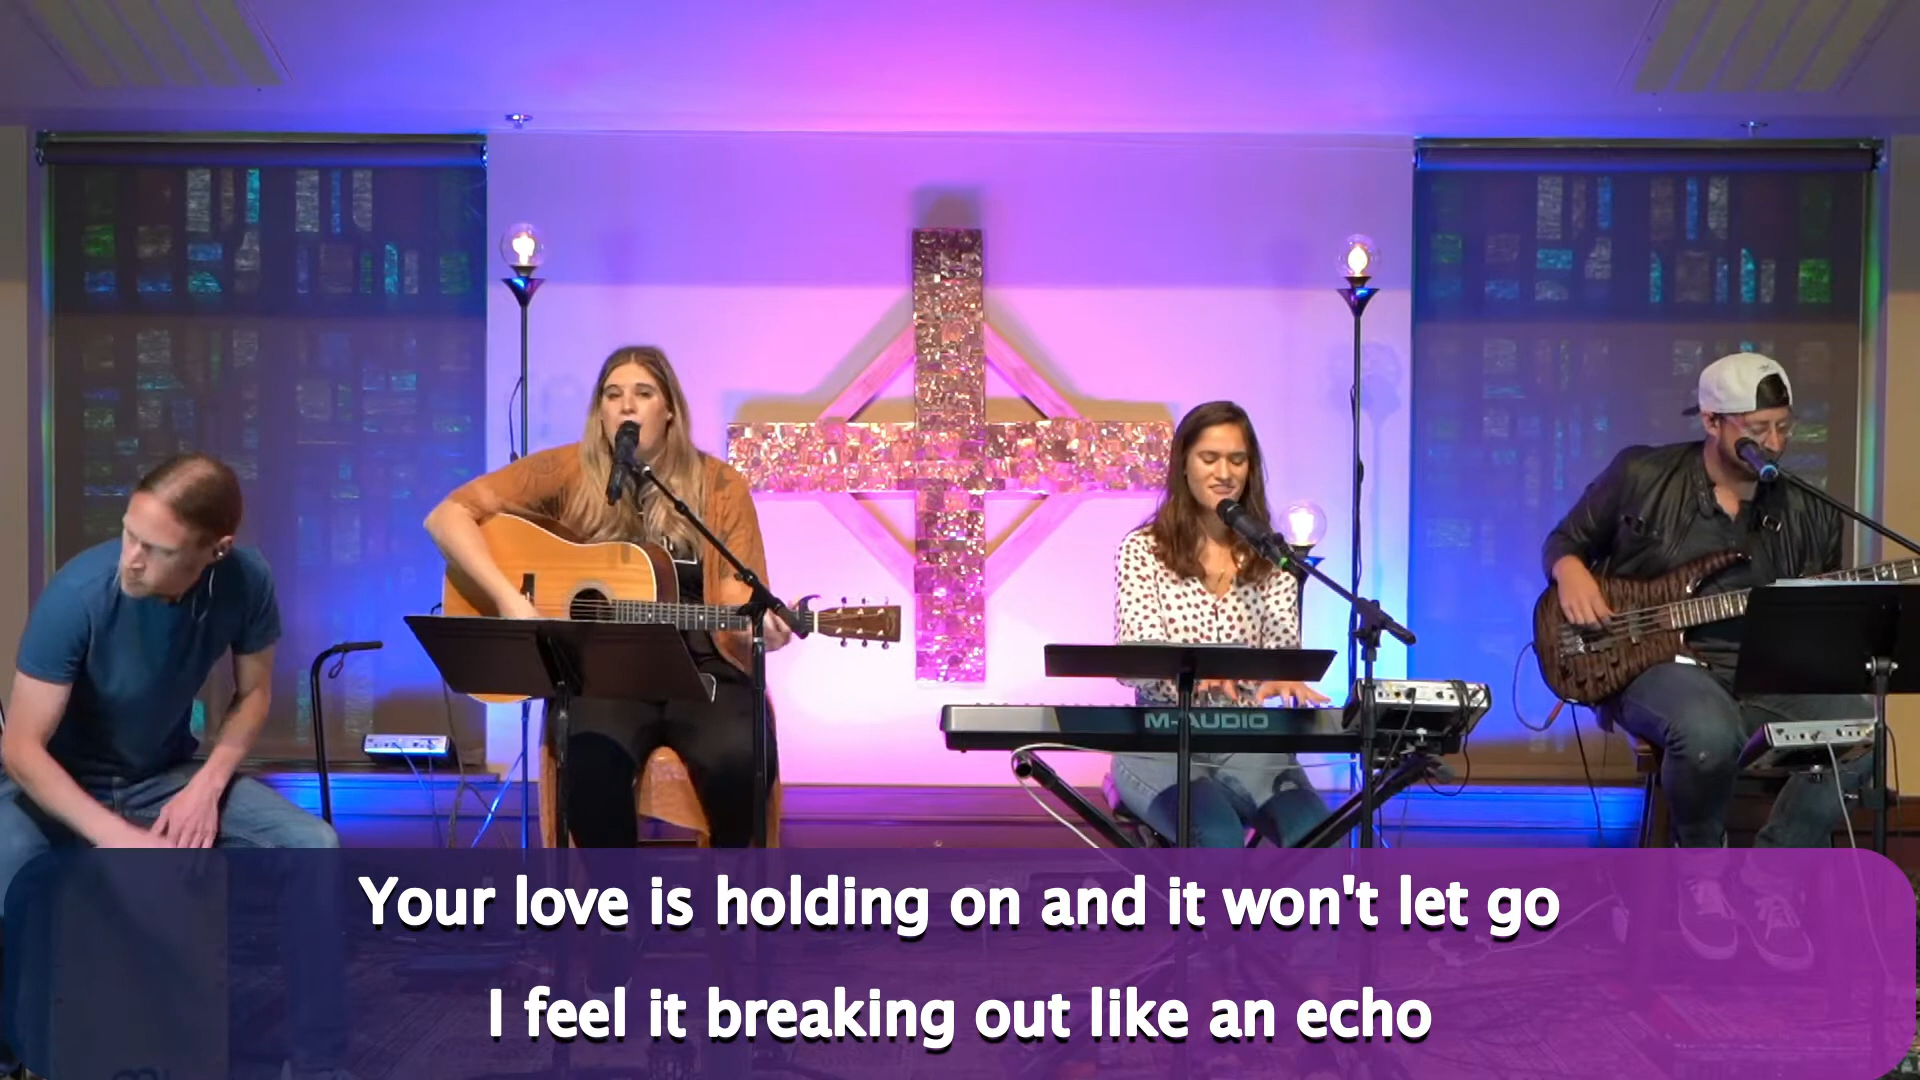 M-AUDIO
Your love is holding on and it won't let go
I feel it breaking out like an echo